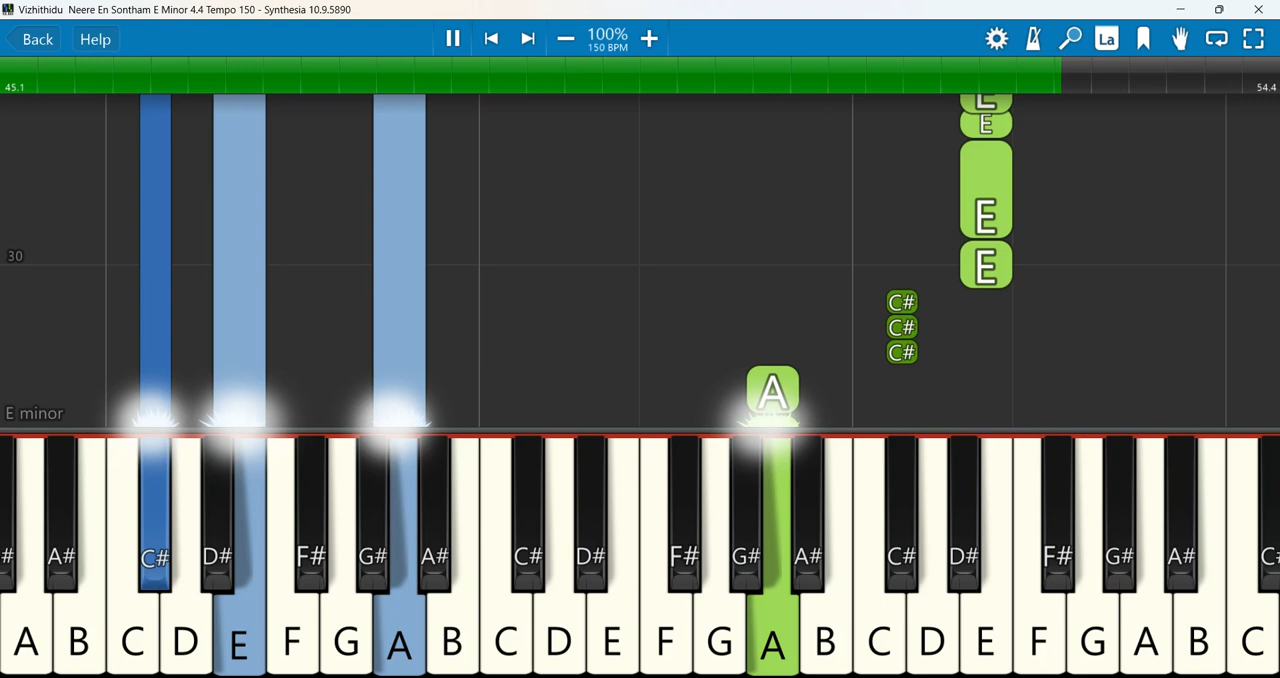 Vizhithidu Neere En Sontham E Minor 4.4 Tempo 150 - Synthesia 10.9.5890
Back Help 100% La
150 BPM
45.1 54.4
E
E
E
30 E
C#
C#
C#
A
E minor
# A# C# D# F# G# A# C# D# F# G# A# C# D# F# G# A# C
A B C D E F G A B C D E F G A B C D E F G A B C